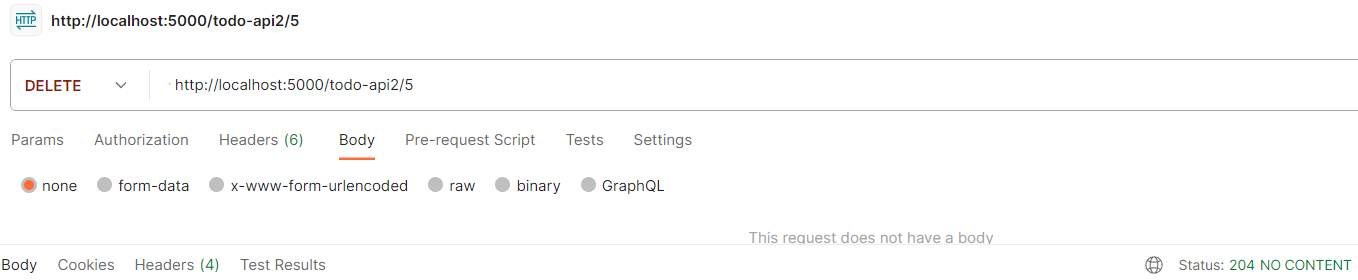 HTTP http://localhost:5000/todo-api2/5
DELETE http://localhost:5000/todo-api2/5
Params Authorization Headers (6) Body Pre-request Script Tests Settings
none form-data x-www-form-urlencoded raw binary GraphQL
This request does not have a body
Body Cookies Headers (4) Test Results Status: 204 NO CONTENT